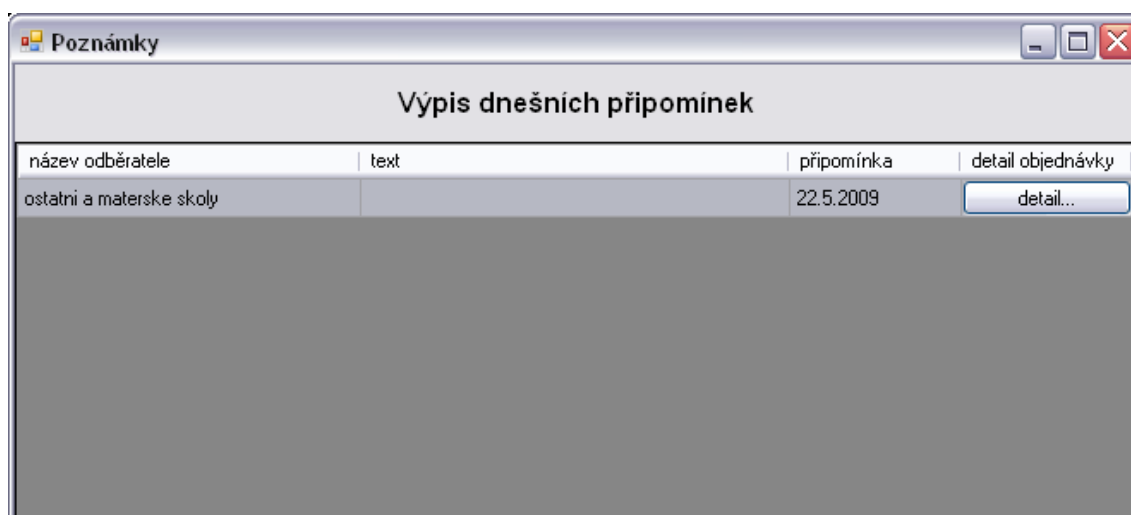 Poznámky
Výpis dnešních připomínek
název odběratele text připomínka detail objednávky
ostatni a materske skoly 22.5.2009 detail...